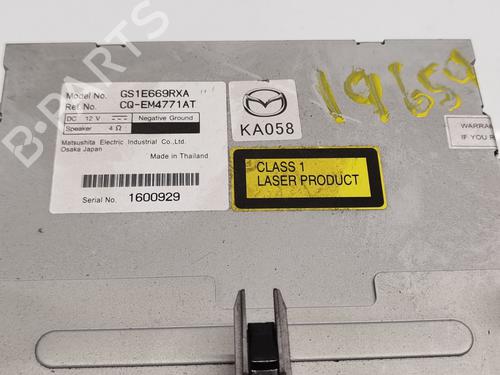 Model No. GS1E669RXA
Ref No. CQ-EM4771AT
DC 12 V Negative Ground
Speaker 4 Ω
Matsushita Electric Industrial Co.,Ltd.
Osaka Japan
Made in Thailand
Serial No. 1600929
KA058
CLASS 1
LASER PRODUCT
19659
WARRAN
IF YOU R
B-PARTS